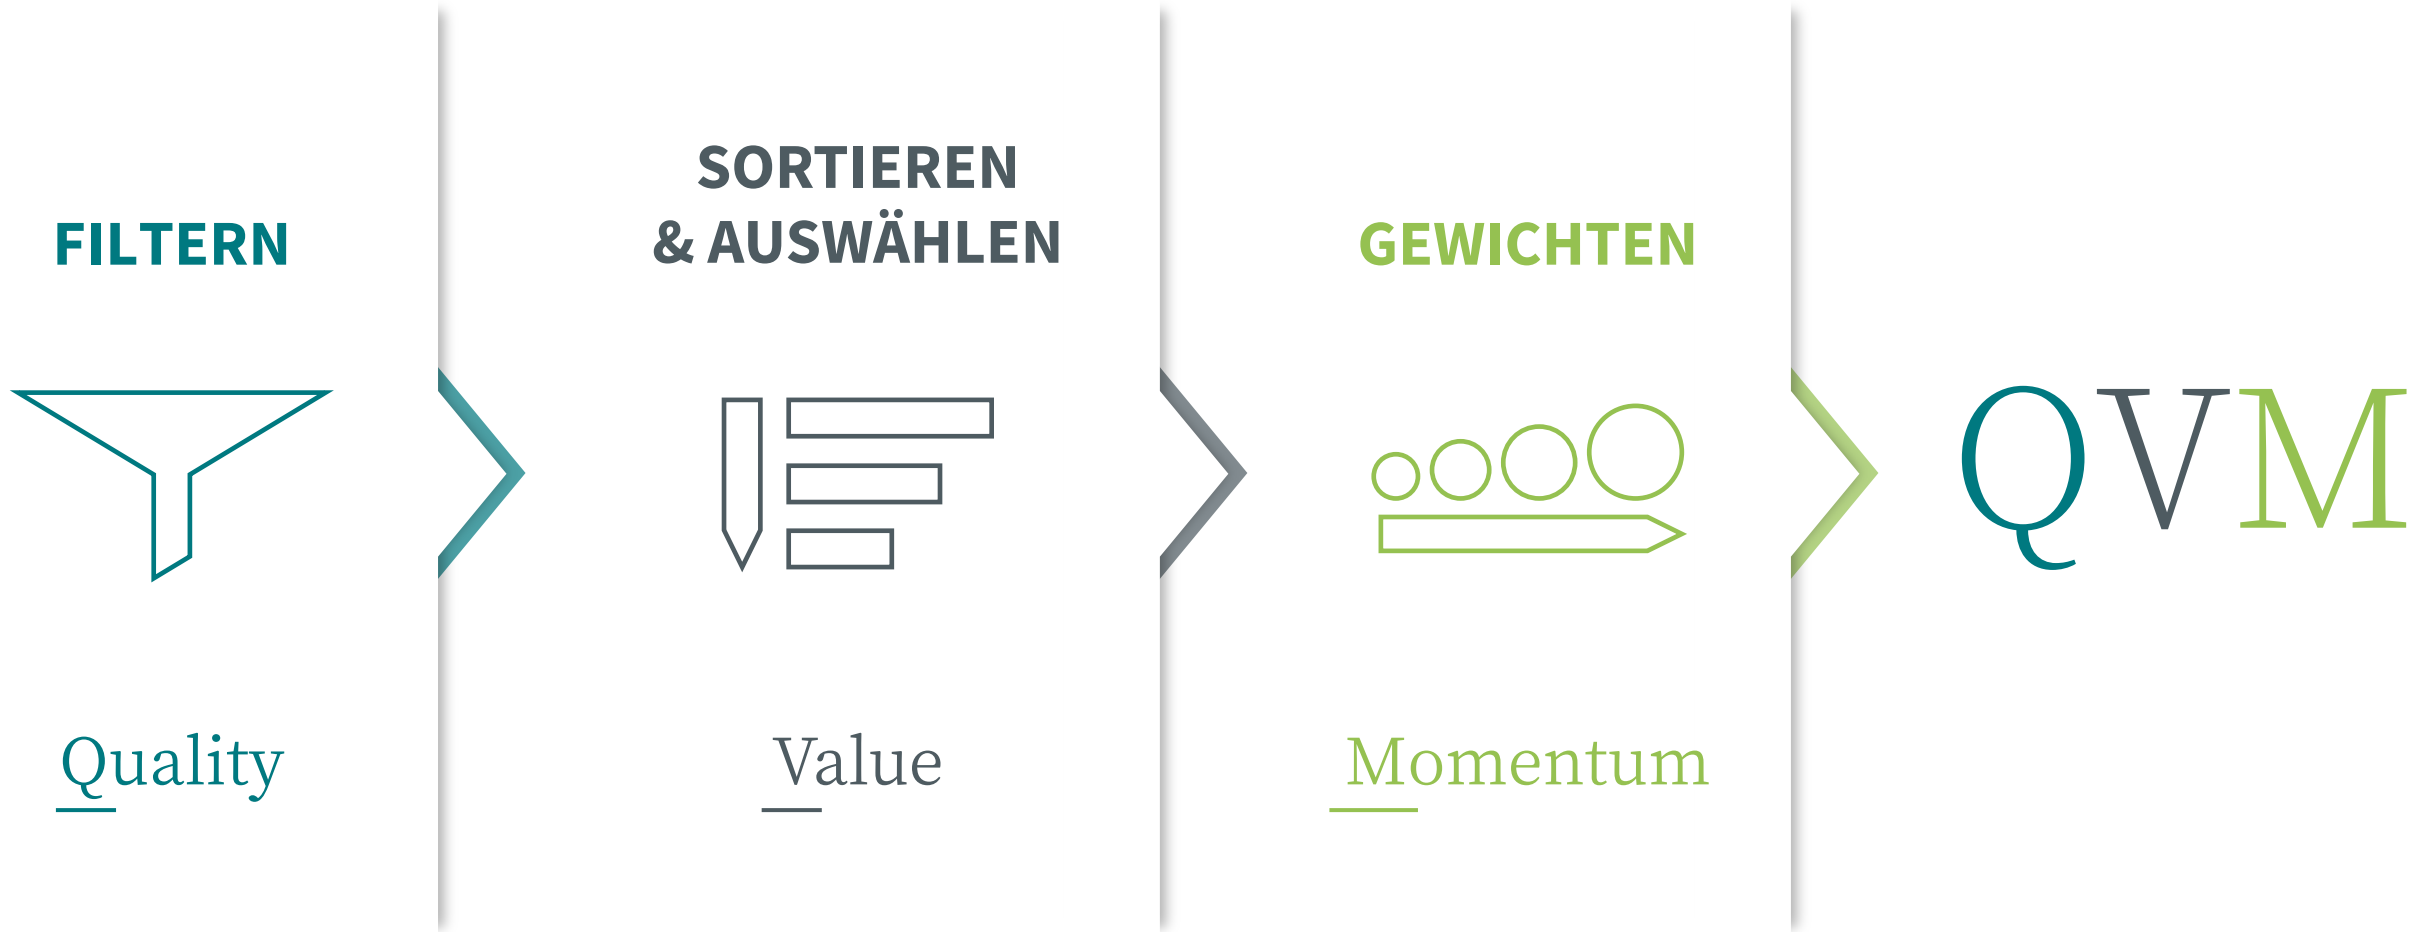 FILTERN
Quality
SORTIEREN
& AUSWÄHLEN
Value
GEWICHTEN
Momentum
QVM